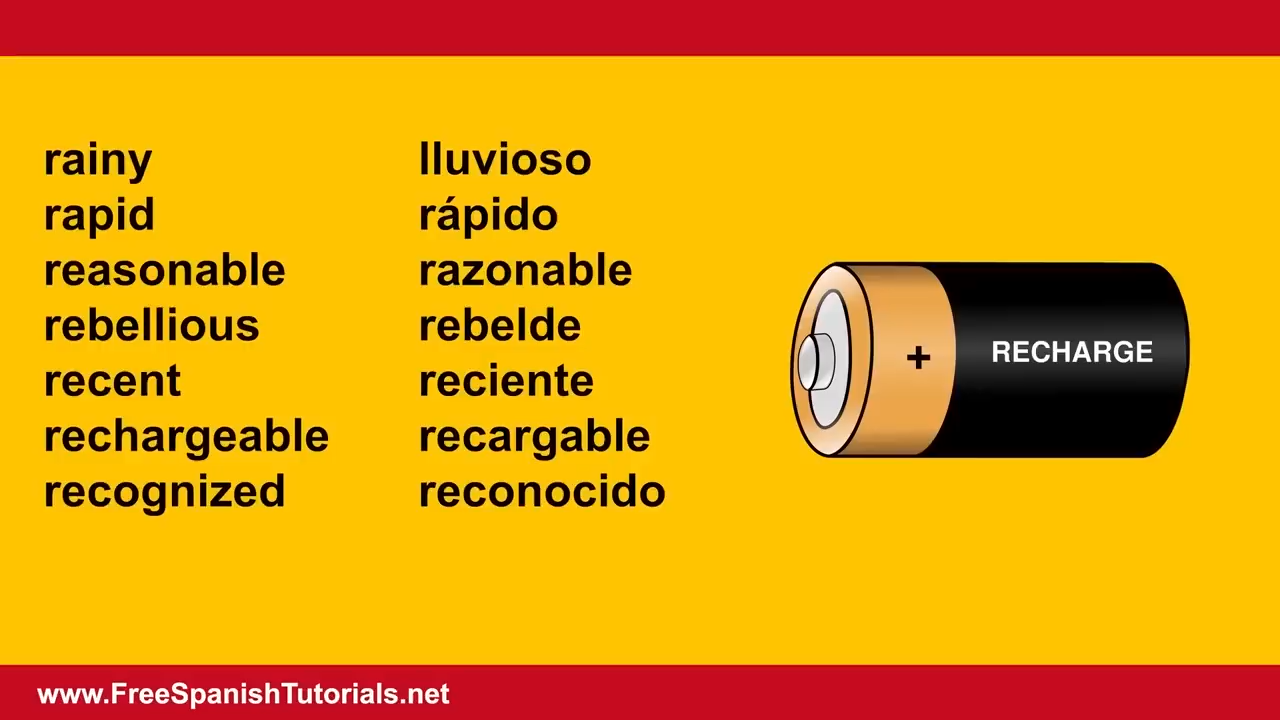 rainy lluvioso
rapid rápido
reasonable razonable
rebellious rebelde
recent reciente
rechargeable recargable
recognized reconocido
+ RECHARGE
www.FreeSpanishTutorials.net